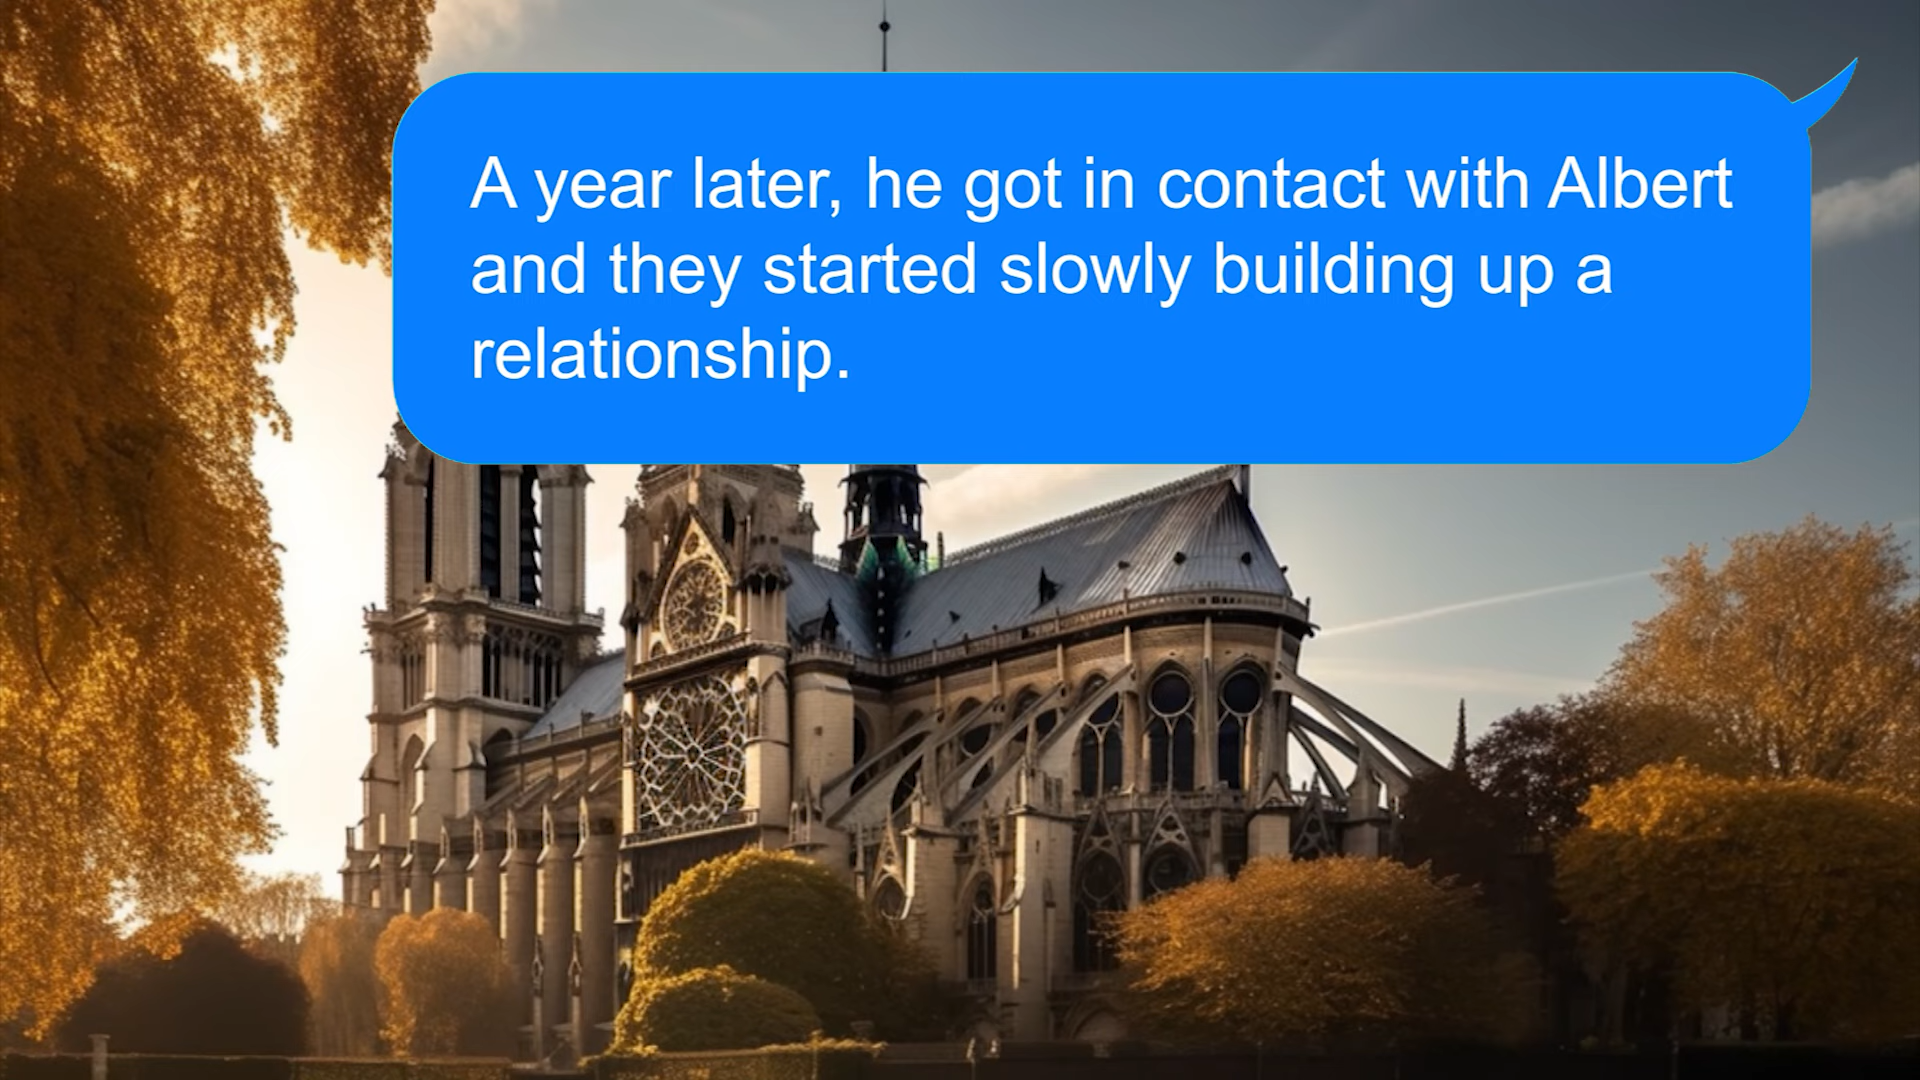 A year later, he got in contact with Albert
and they started slowly building up a
relationship.